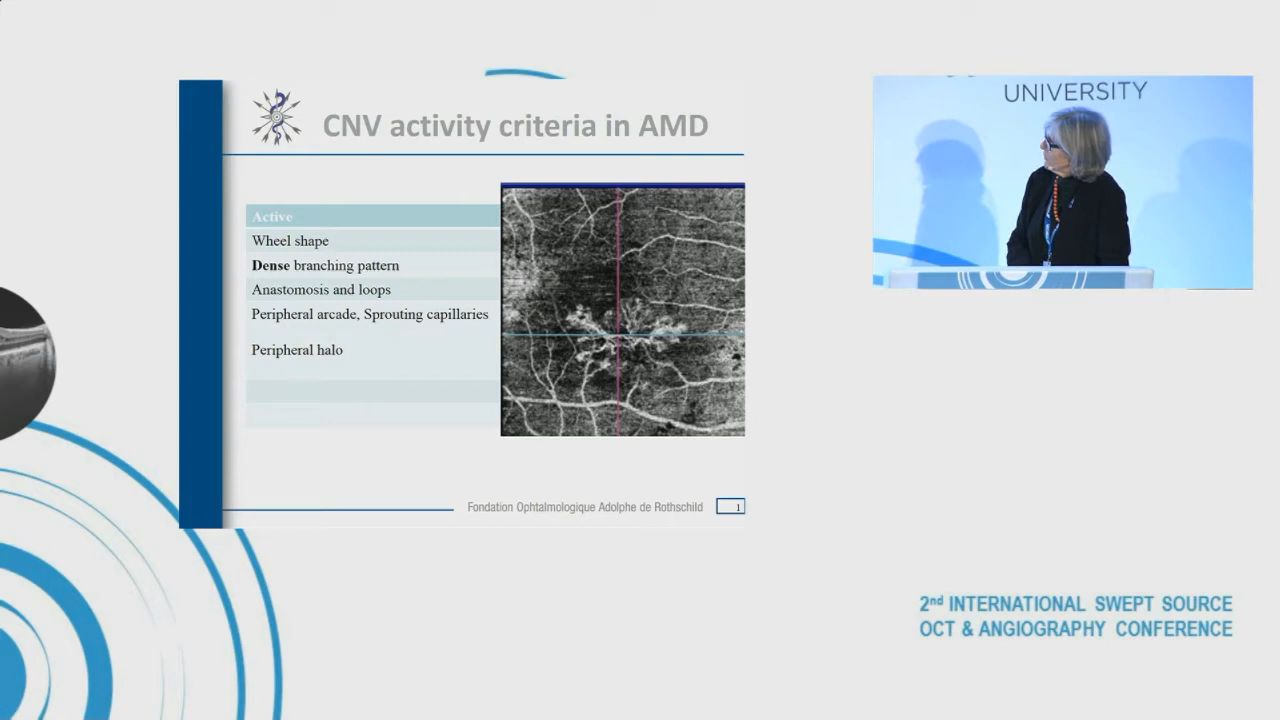 CNV activity criteria in AMD
Active
Wheel shape
Dense branching pattern
Anastomosis and loops
Peripheral arcade, Sprouting capillaries
Peripheral halo
Fondation Ophtalmologique Adolphe de Rothschild
1
UNIVERSITY
2nd INTERNATIONAL SWEPT SOURCE
OCT & ANGIOGRAPHY CONFERENCE